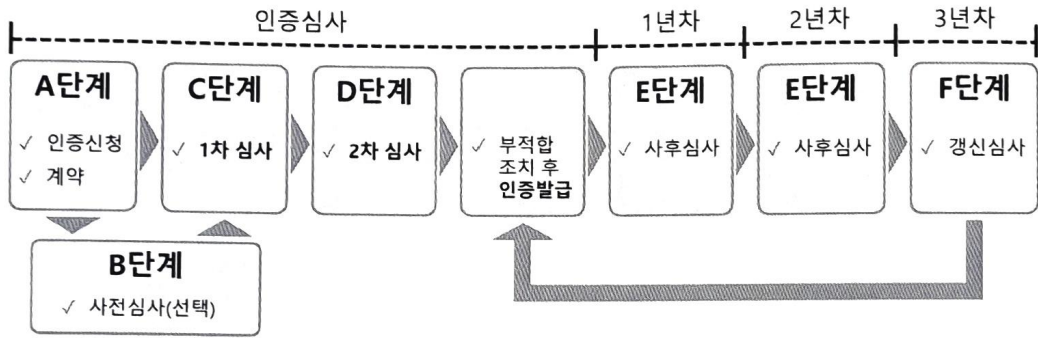 인증심사
1년차
2년차
3년차
A단계
✓ 인증신청
✓ 계약
C단계
✓ 1차 심사
D단계
✓ 2차 심사
✓ 부적합
조치 후
인증발급
E단계
✓ 사후심사
E단계
✓ 사후심사
F단계
✓ 갱신심사
B단계
✓ 사전심사(선택)